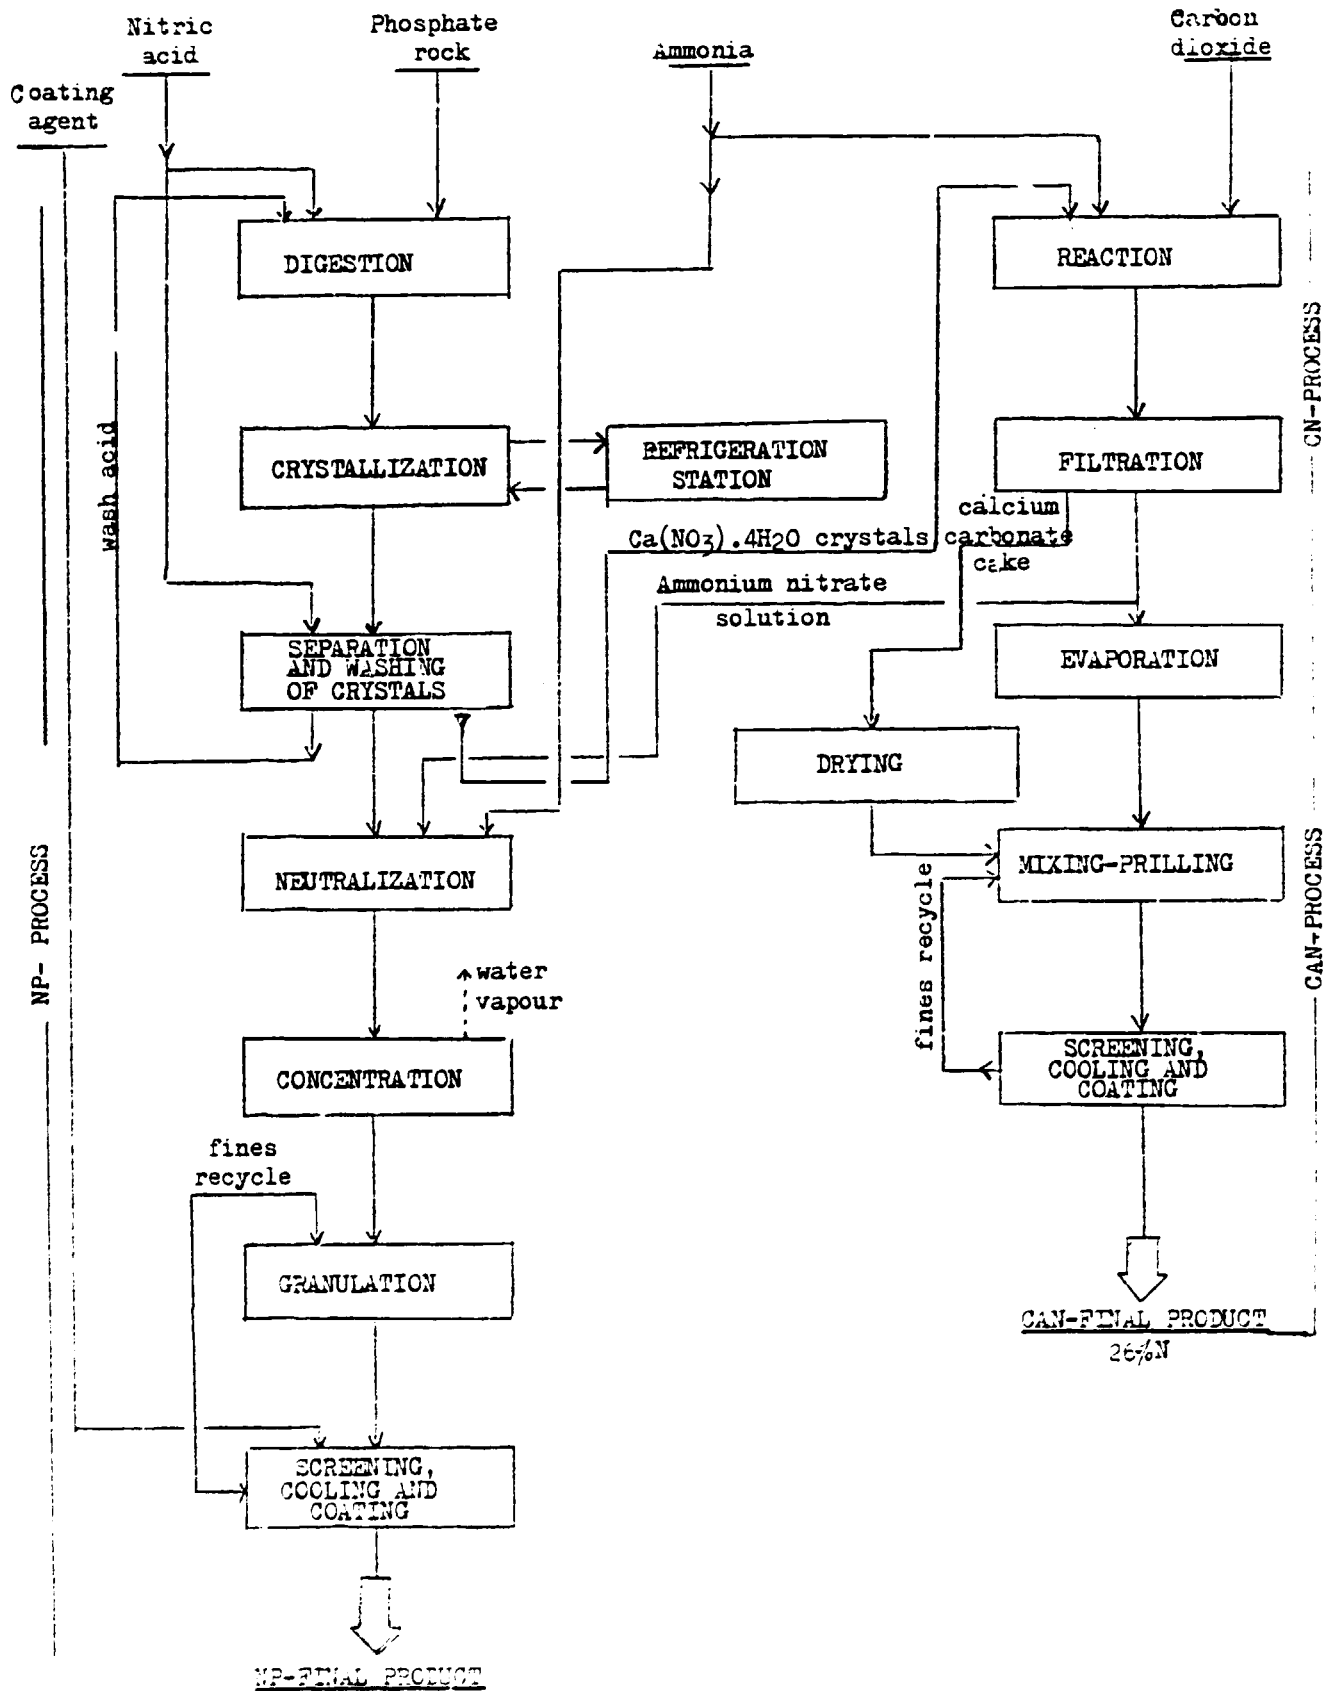 Nitric
acid
Phosphate
rock
Ammonia
Carbon
dioxide
Coating
agent
DIGESTION
REACTION
CN-PROCESS
wash acid
CRYSTALLIZATION
REFRIGERATION
STATION
FILTRATION
calcium
carbonate
cake
Ca(NO3).4H2O crystals
Ammonium nitrate
solution
SEPARATION
AND WASHING
OF CRYSTALS
EVAPORATION
DRYING
NP- PROCESS
NEUTRALIZATION
MIXING-PRILLING
CAN-PROCESS
fines recycle
water
vapour
CONCENTRATION
SCREENING,
COOLING AND
COATING
fines
recycle
GRANULATION
CAN-FINAL PRODUCT
26%N
SCREENING,
COOLING AND
COATING
NP-FINAL PRODUCT